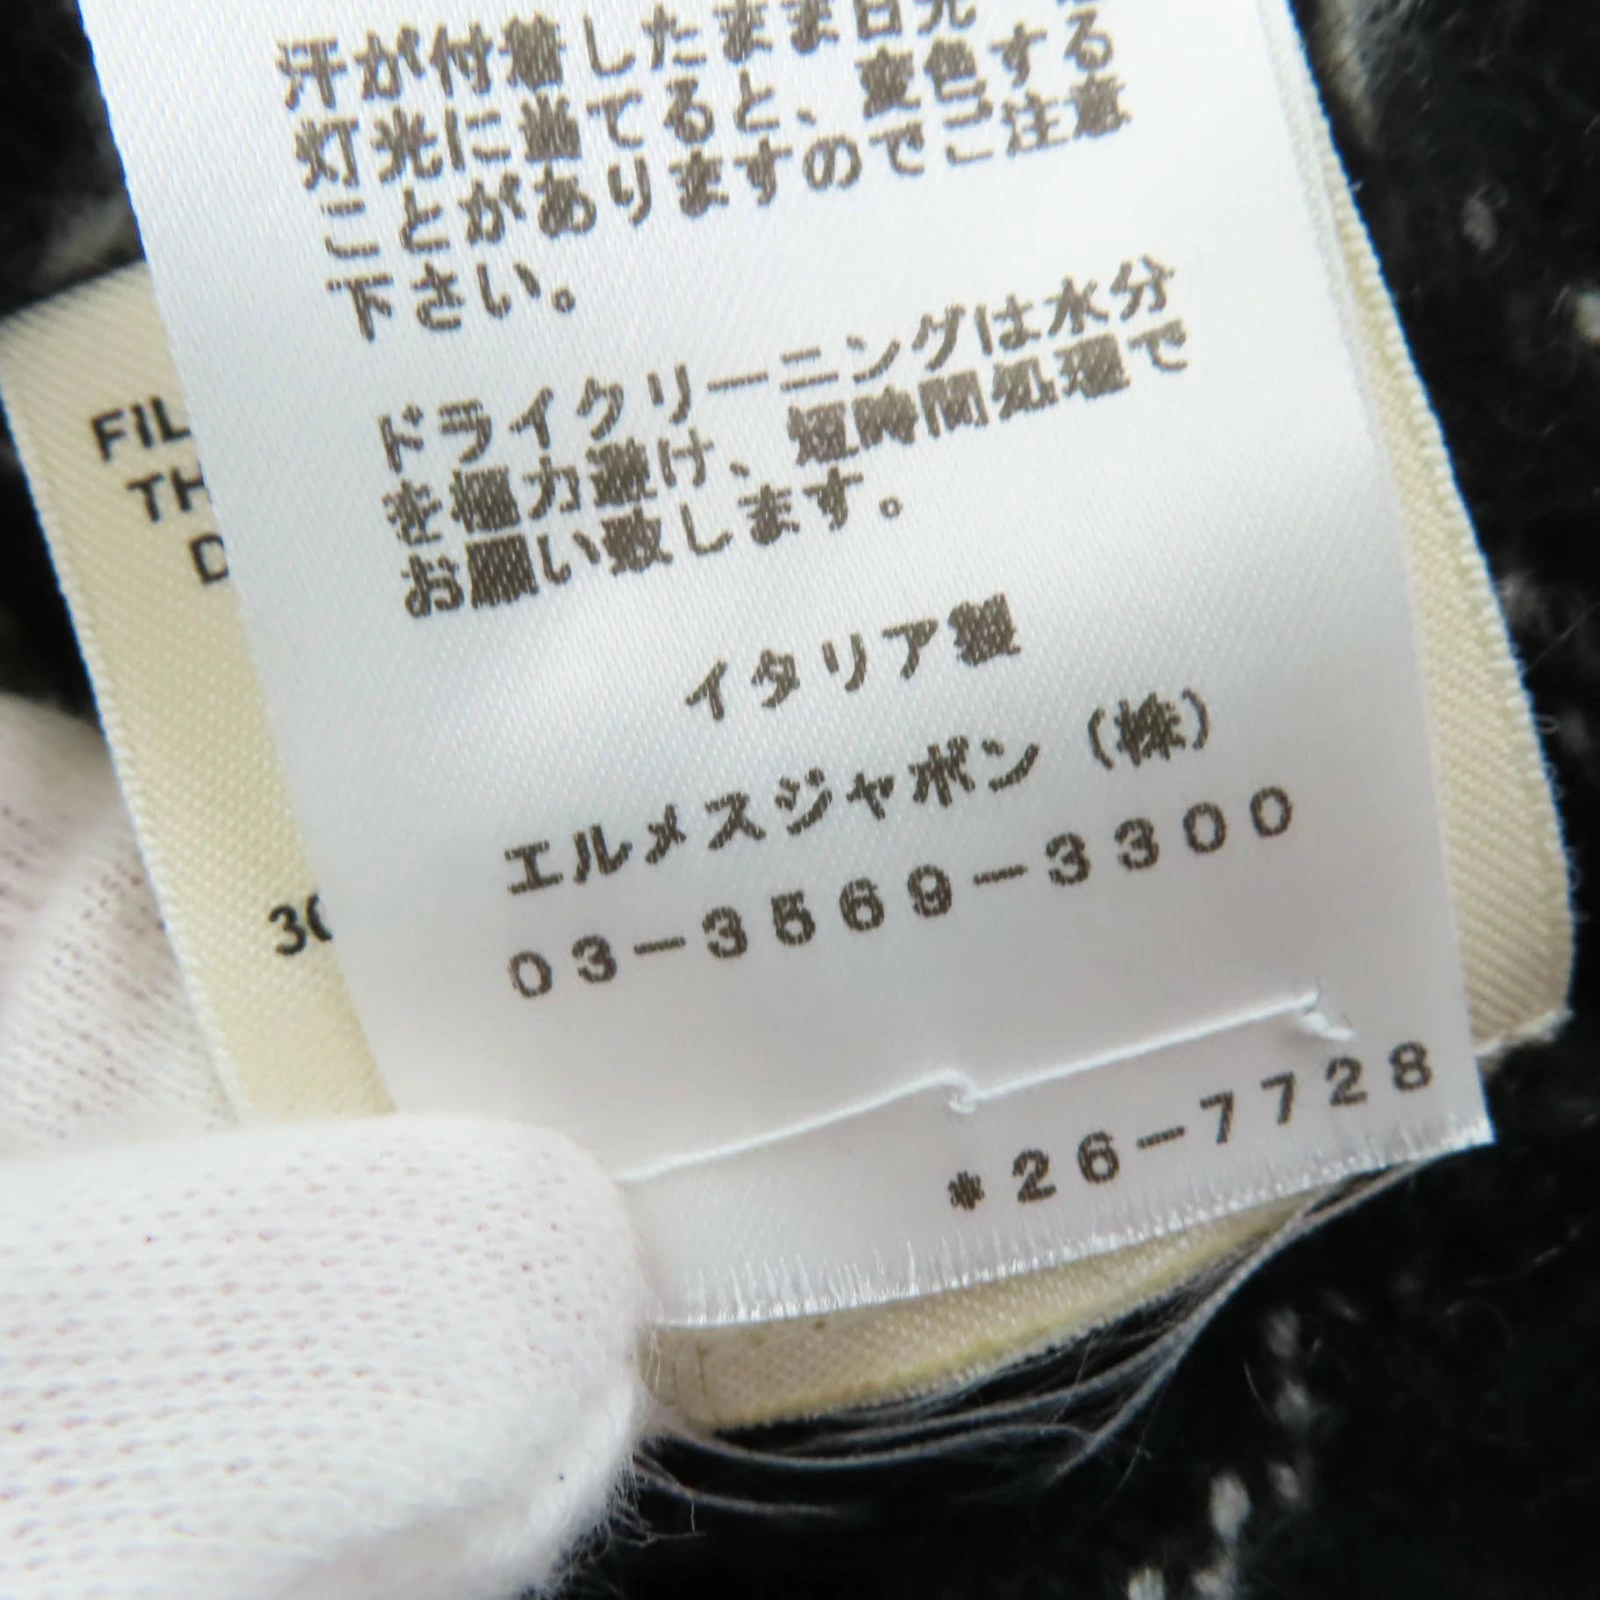 汗が付着したまま日光
灯光に当てると、変色する
ことがありますのでご注意
下さい。
ドライクリーニングは水分
を極力避け、短時間処理で
お願い致します。
イタリア製
エルメスジャポン（株）
03-3569-3300
*26-7728
FIL
TH
D
30